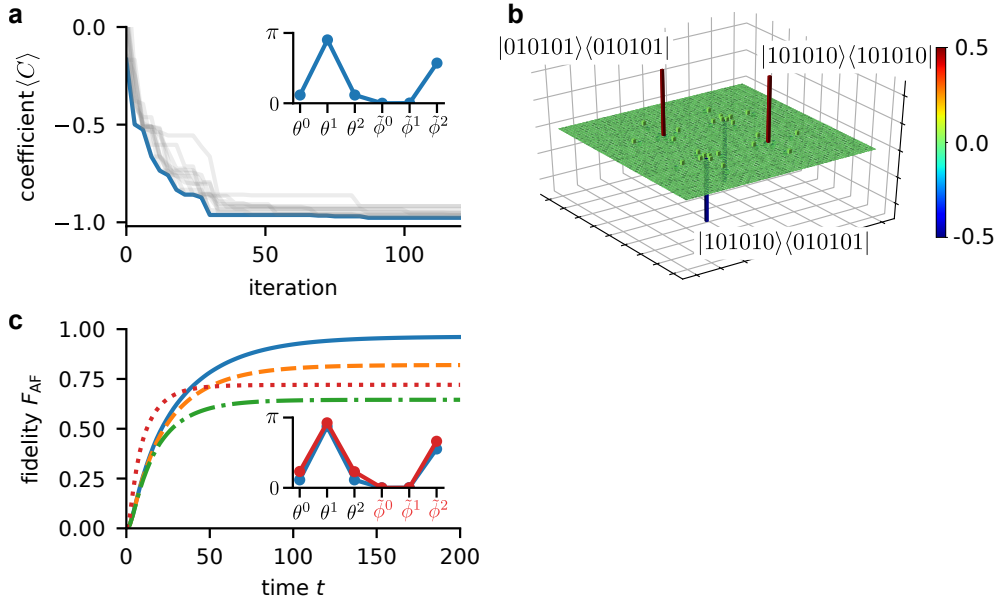 a
coefficient ⟨C⟩
0.0
−0.5
−1.0
0
50
100
iteration
π
0
θ⁰ θ¹ θ² ϕ̃⁰ ϕ̃¹ ϕ̃²
b
|010101⟩⟨010101|
|101010⟩⟨101010|
|101010⟩⟨010101|
0.5
0.0
-0.5
c
fidelity F_AF
1.00
0.75
0.50
0.25
0.00
0
50
100
150
200
time t
π
0
θ⁰ θ¹ θ² ϕ̃⁰ ϕ̃¹ ϕ̃²